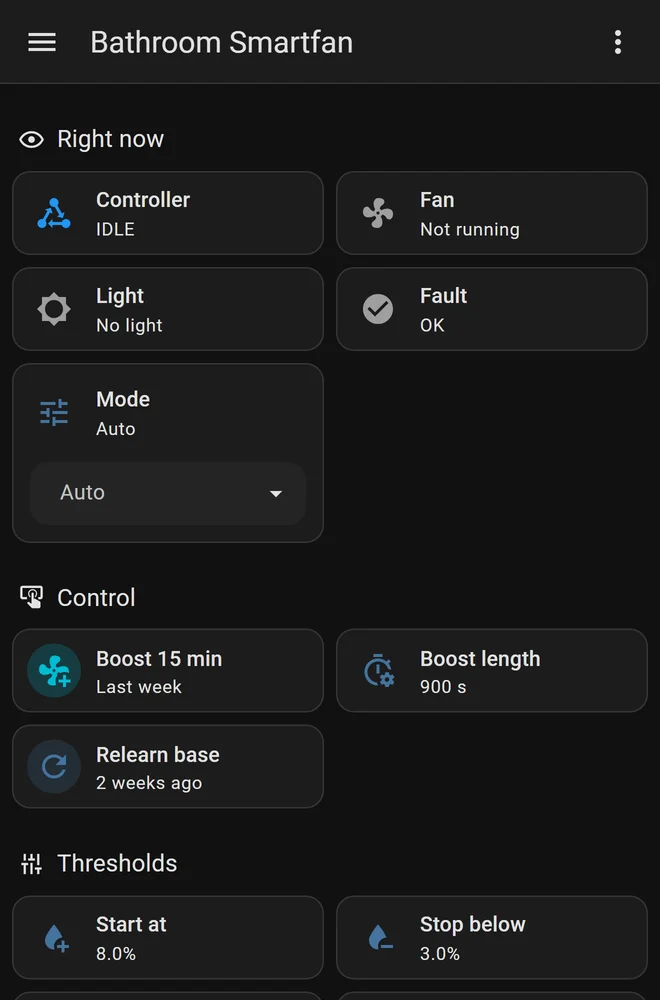 Bathroom Smartfan
Right now
Controller
IDLE
Fan
Not running
Light
No light
Fault
OK
Mode
Auto
Auto
Control
Boost 15 min
Last week
Boost length
900 s
Relearn base
2 weeks ago
Thresholds
Start at
8.0%
Stop below
3.0%